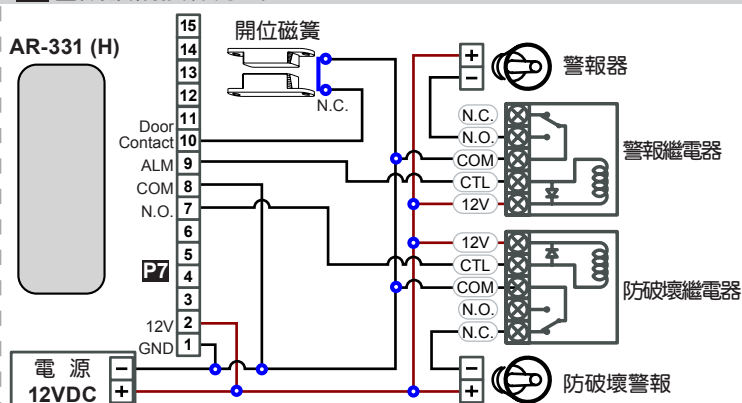 AR-331 (H)
15
14
13
12
11
10
9
8
7
6
5
4
3
2
1
Door
Contact
ALM
COM
N.O.
P7
12V
GND
電 源
12VDC
−
+
開位磁簧
N.C.
+
−
警報器
N.C.
N.O.
COM
CTL
12V
警報繼電器
12V
CTL
COM
N.O.
N.C.
防破壞繼電器
−
+
防破壞警報